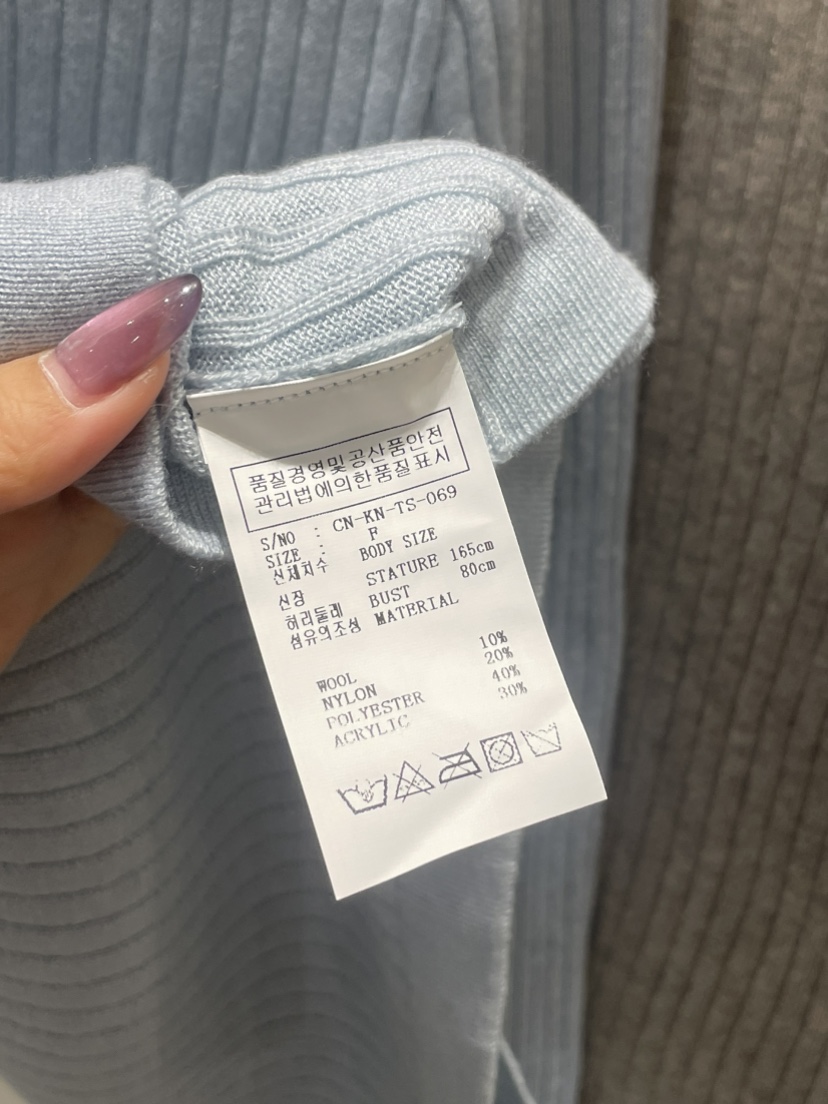 품질경영및공산품안전
관리법에의한품질표시
S/NO : CN-KN-TS-069
SIZE : F
신체치수 BODY SIZE
신장 STATURE 165cm
허리둘레 BUST 80cm
섬유의조성 MATERIAL
WOOL 10%
NYLON 20%
POLYESTER 40%
ACRYLIC 30%